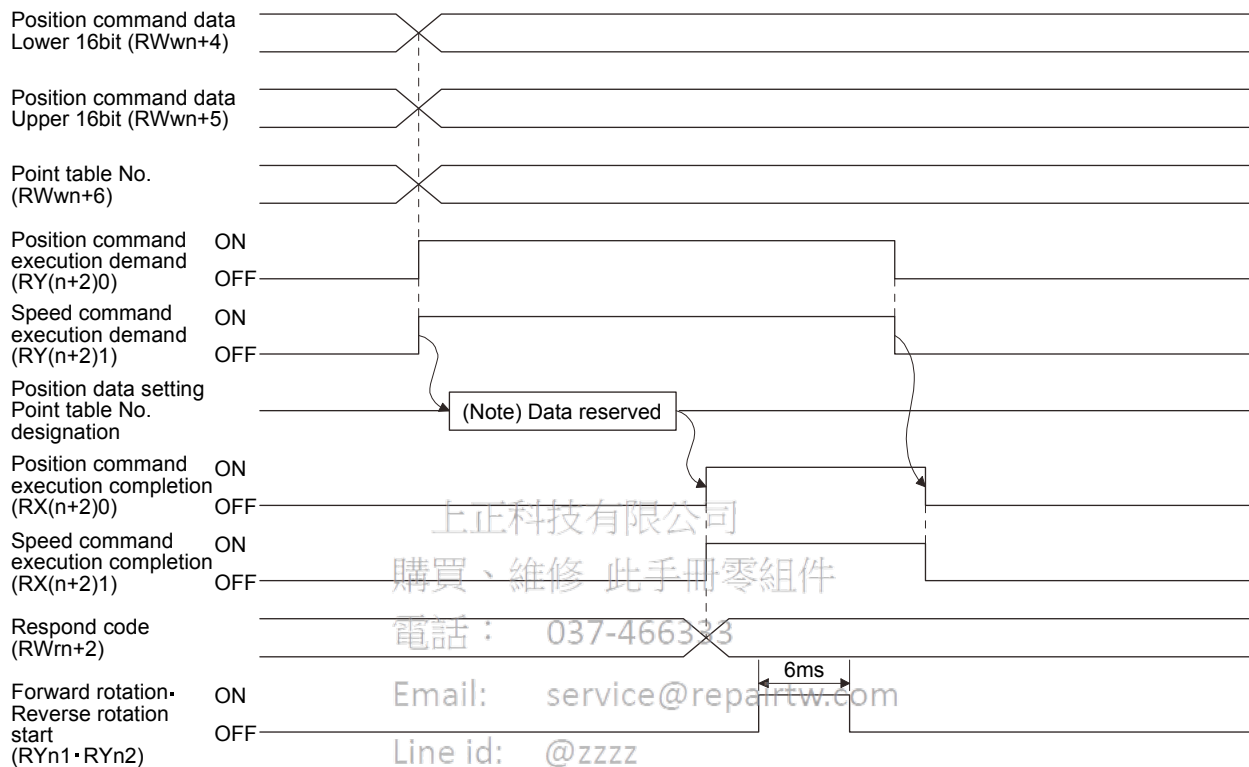 Position command data
Lower 16bit (RWwn+4)
Position command data
Upper 16bit (RWwn+5)
Point table No.
(RWwn+6)
Position command
execution demand
(RY(n+2)0)
ON
OFF
Speed command
execution demand
(RY(n+2)1)
ON
OFF
Position data setting
Point table No.
designation
(Note) Data reserved
Position command
execution completion
(RX(n+2)0)
ON
OFF
Speed command
execution completion
(RX(n+2)1)
ON
OFF
Respond code
(RWrn+2)
6ms
Forward rotation·
Reverse rotation
start
(RYn1·RYn2)
ON
OFF
上正科技有限公司
購買、維修 此手冊零組件
電話： 037-466333
Email: service@repairtw.com
Line id: @zzzz